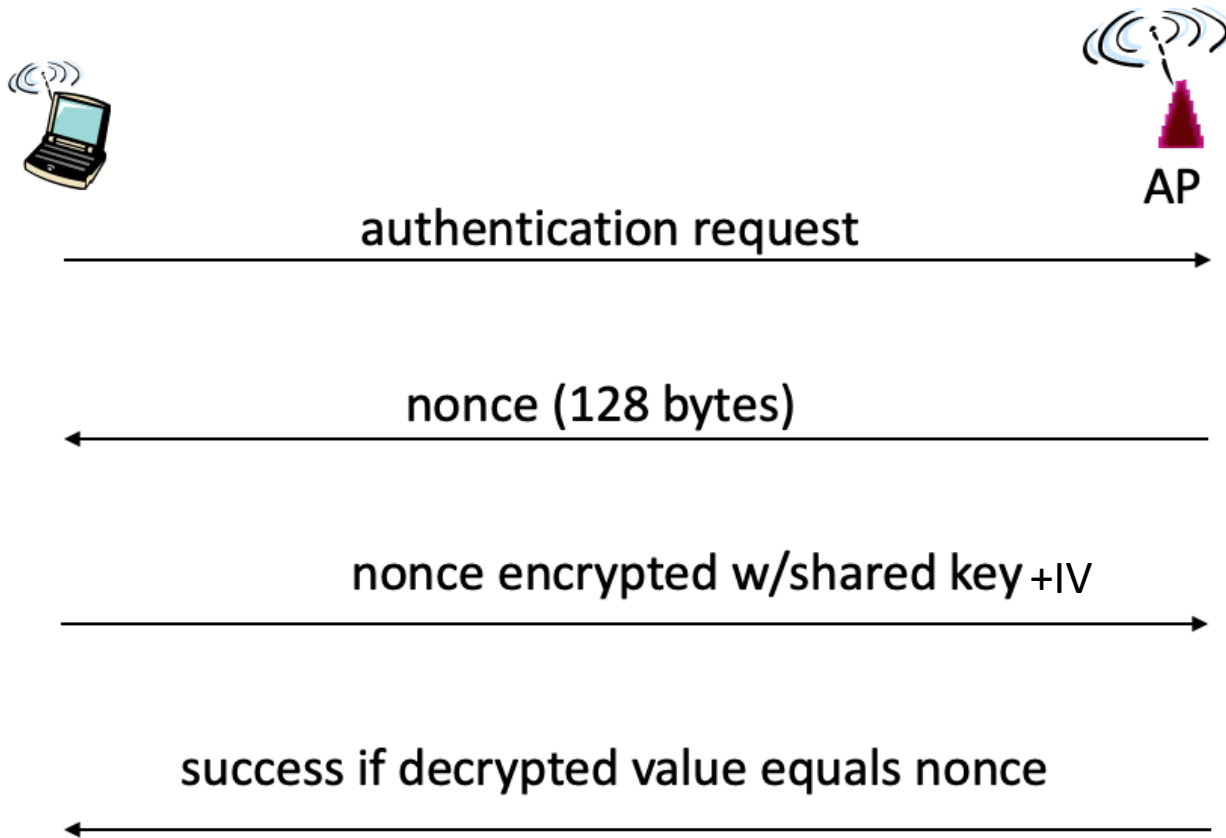 AP
authentication request
nonce (128 bytes)
nonce encrypted w/shared key +IV
success if decrypted value equals nonce